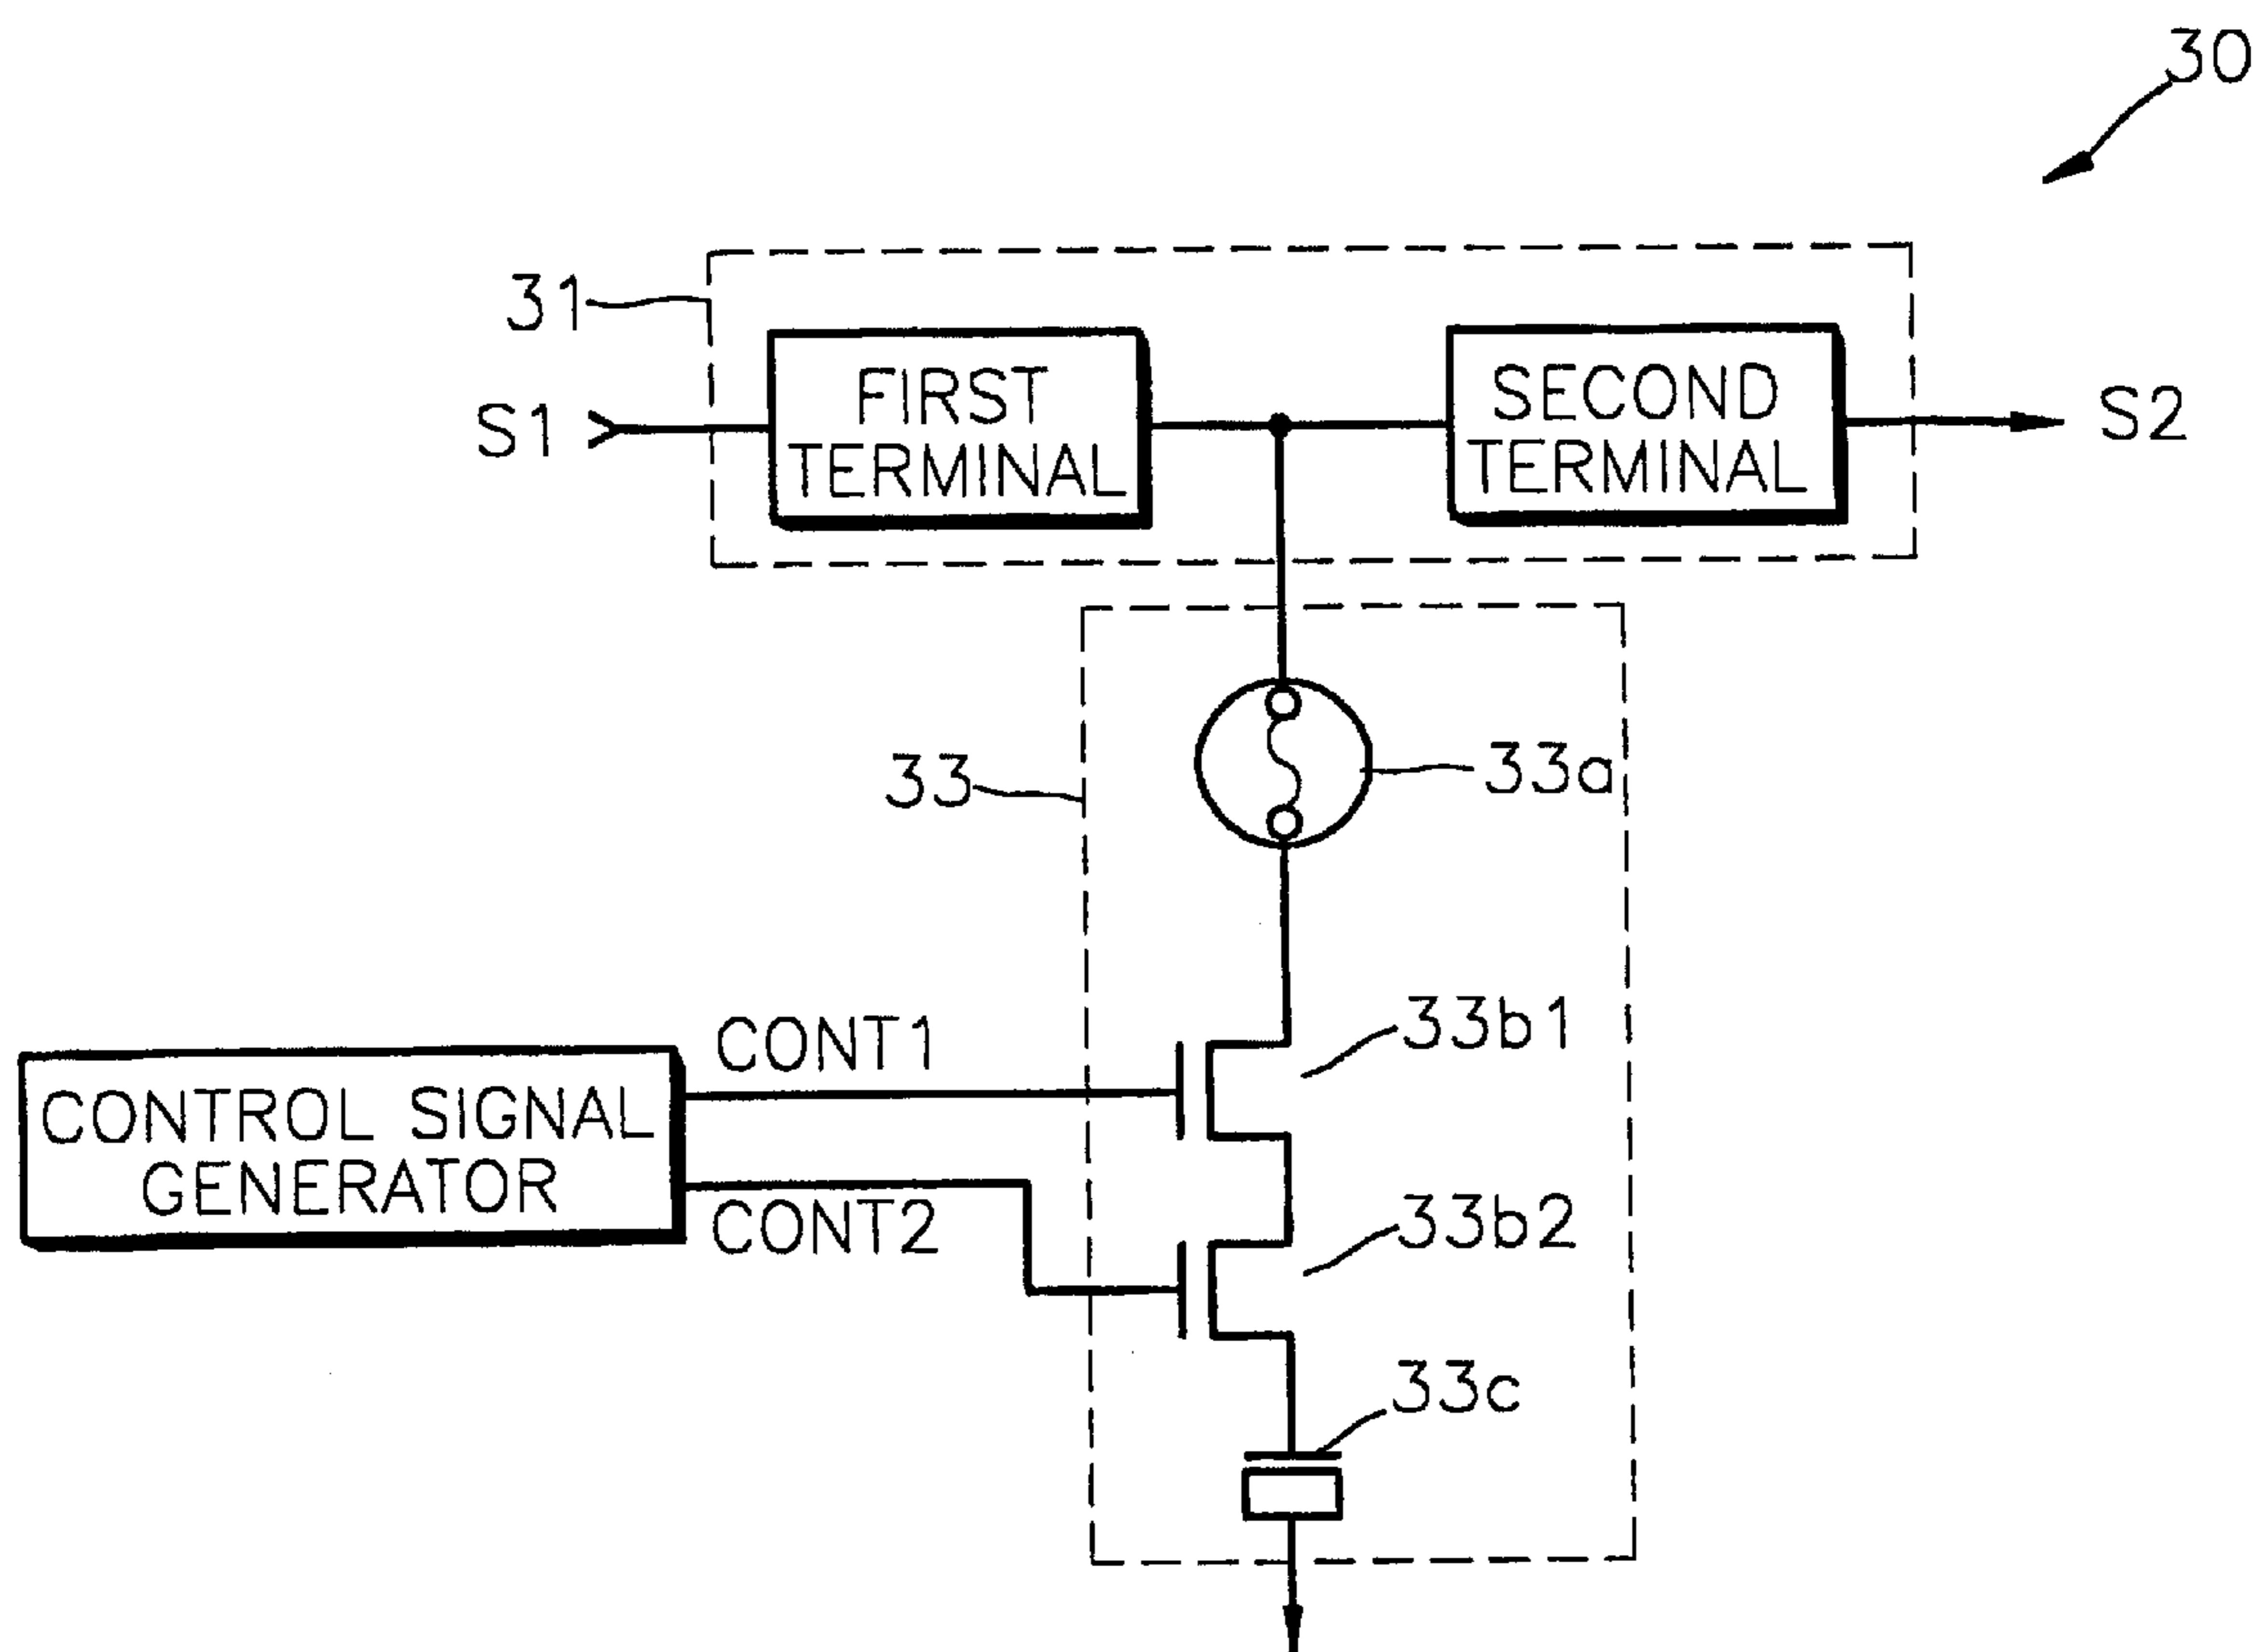 30
31
FIRST
TERMINAL
SECOND
TERMINAL
S1
S2
33
33a
33b1
CONT1
CONTROL SIGNAL
GENERATOR
CONT2
33b2
33c